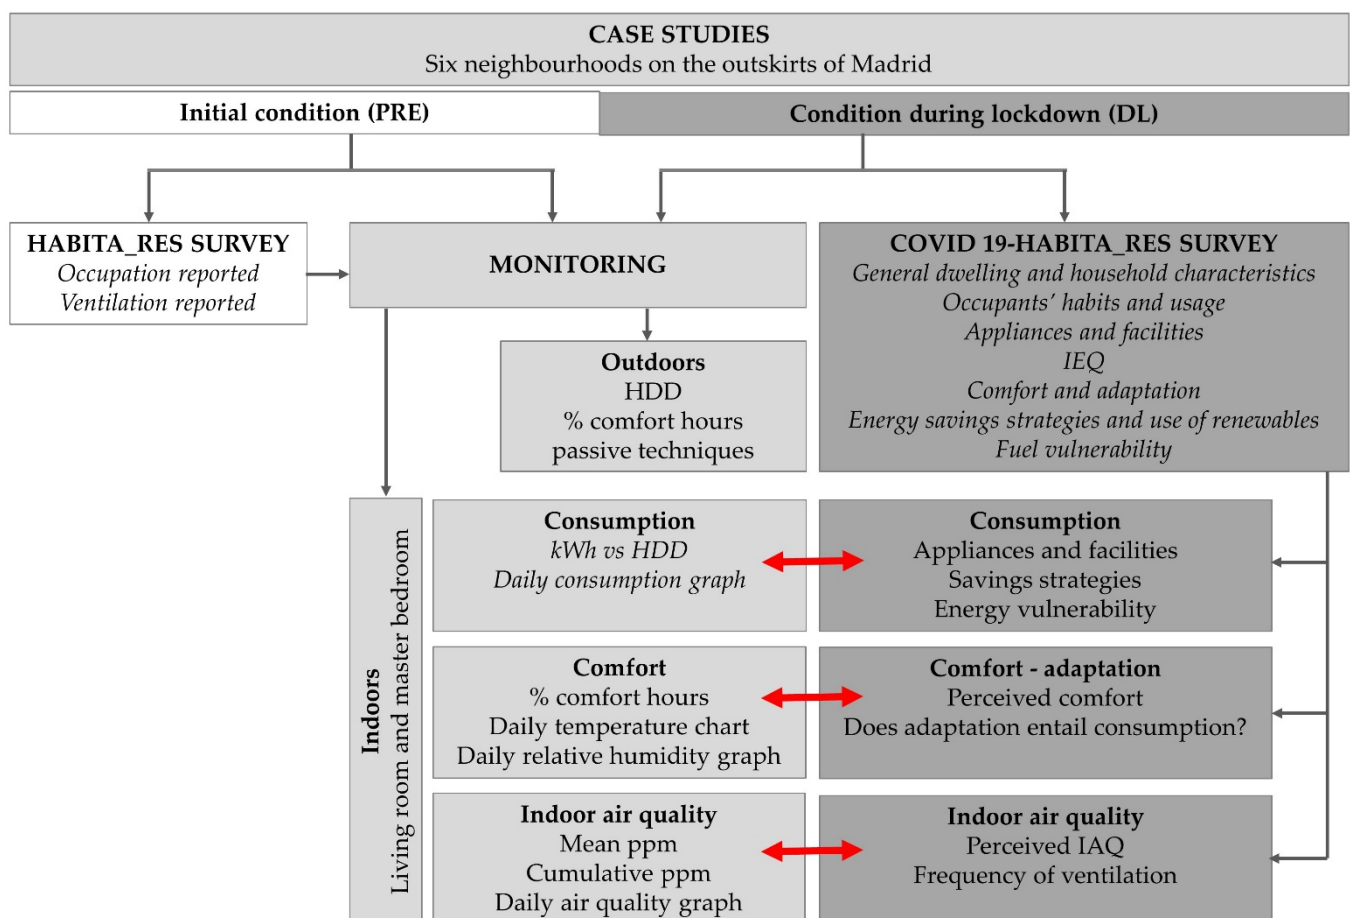 CASE STUDIES
Six neighbourhoods on the outskirts of Madrid
Initial condition (PRE)
Condition during lockdown (DL)
HABITA_RES SURVEY
Occupation reported
Ventilation reported
MONITORING
COVID 19-HABITA_RES SURVEY
General dwelling and household characteristics
Occupants’ habits and usage
Appliances and facilities
IEQ
Comfort and adaptation
Energy savings strategies and use of renewables
Fuel vulnerability
Outdoors
HDD
% comfort hours
passive techniques
Indoors
Living room and master bedroom
Consumption
kWh vs HDD
Daily consumption graph
Consumption
Appliances and facilities
Savings strategies
Energy vulnerability
Comfort
% comfort hours
Daily temperature chart
Daily relative humidity graph
Comfort - adaptation
Perceived comfort
Does adaptation entail consumption?
Indoor air quality
Mean ppm
Cumulative ppm
Daily air quality graph
Indoor air quality
Perceived IAQ
Frequency of ventilation